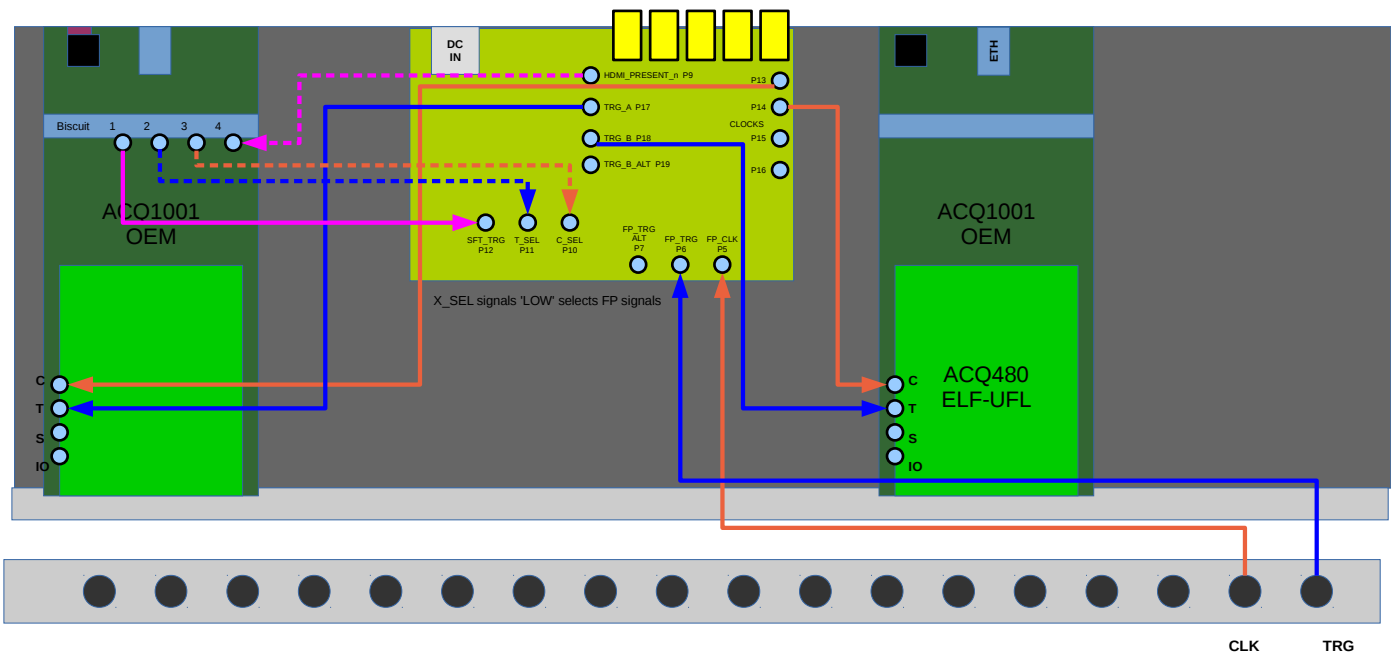 DC
IN
ETH
HDMI_PRESENT_n P9
P13
TRG_A P17
P14
CLOCKS
Biscuit 1 2 3 4
TRG_B P18
P15
TRG_B_ALT P19
P16
ACQ1001
OEM
ACQ1001
OEM
SFT_TRG
P12
T_SEL
P11
C_SEL
P10
FP_TRG
ALT
P7
FP_TRG
P6
FP_CLK
P5
X_SEL signals 'LOW' selects FP signals
C
T
S
IO
C
T
S
IO
ACQ480
ELF-UFL
CLK
TRG